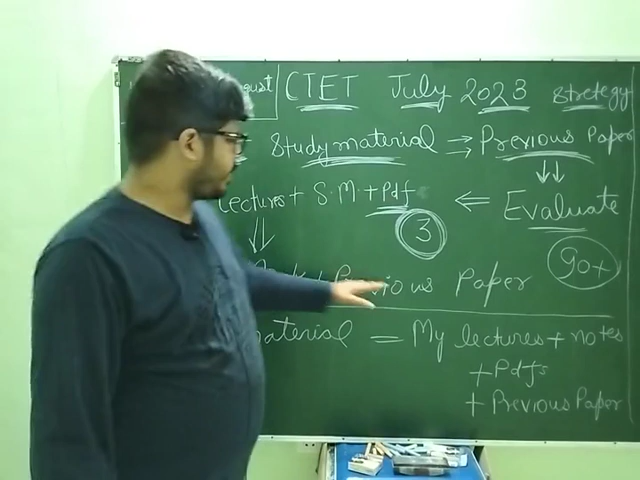 gust CTET July 2023 Stretegy
Study material ⇒ Previous Paper
⇓⇓
Lectures + S.M. + Pdf ⇐ Evaluate
⇓ 3 90+
+ Previous Paper
material = My lectures + notes
+ Pdfs
+ Previous Paper